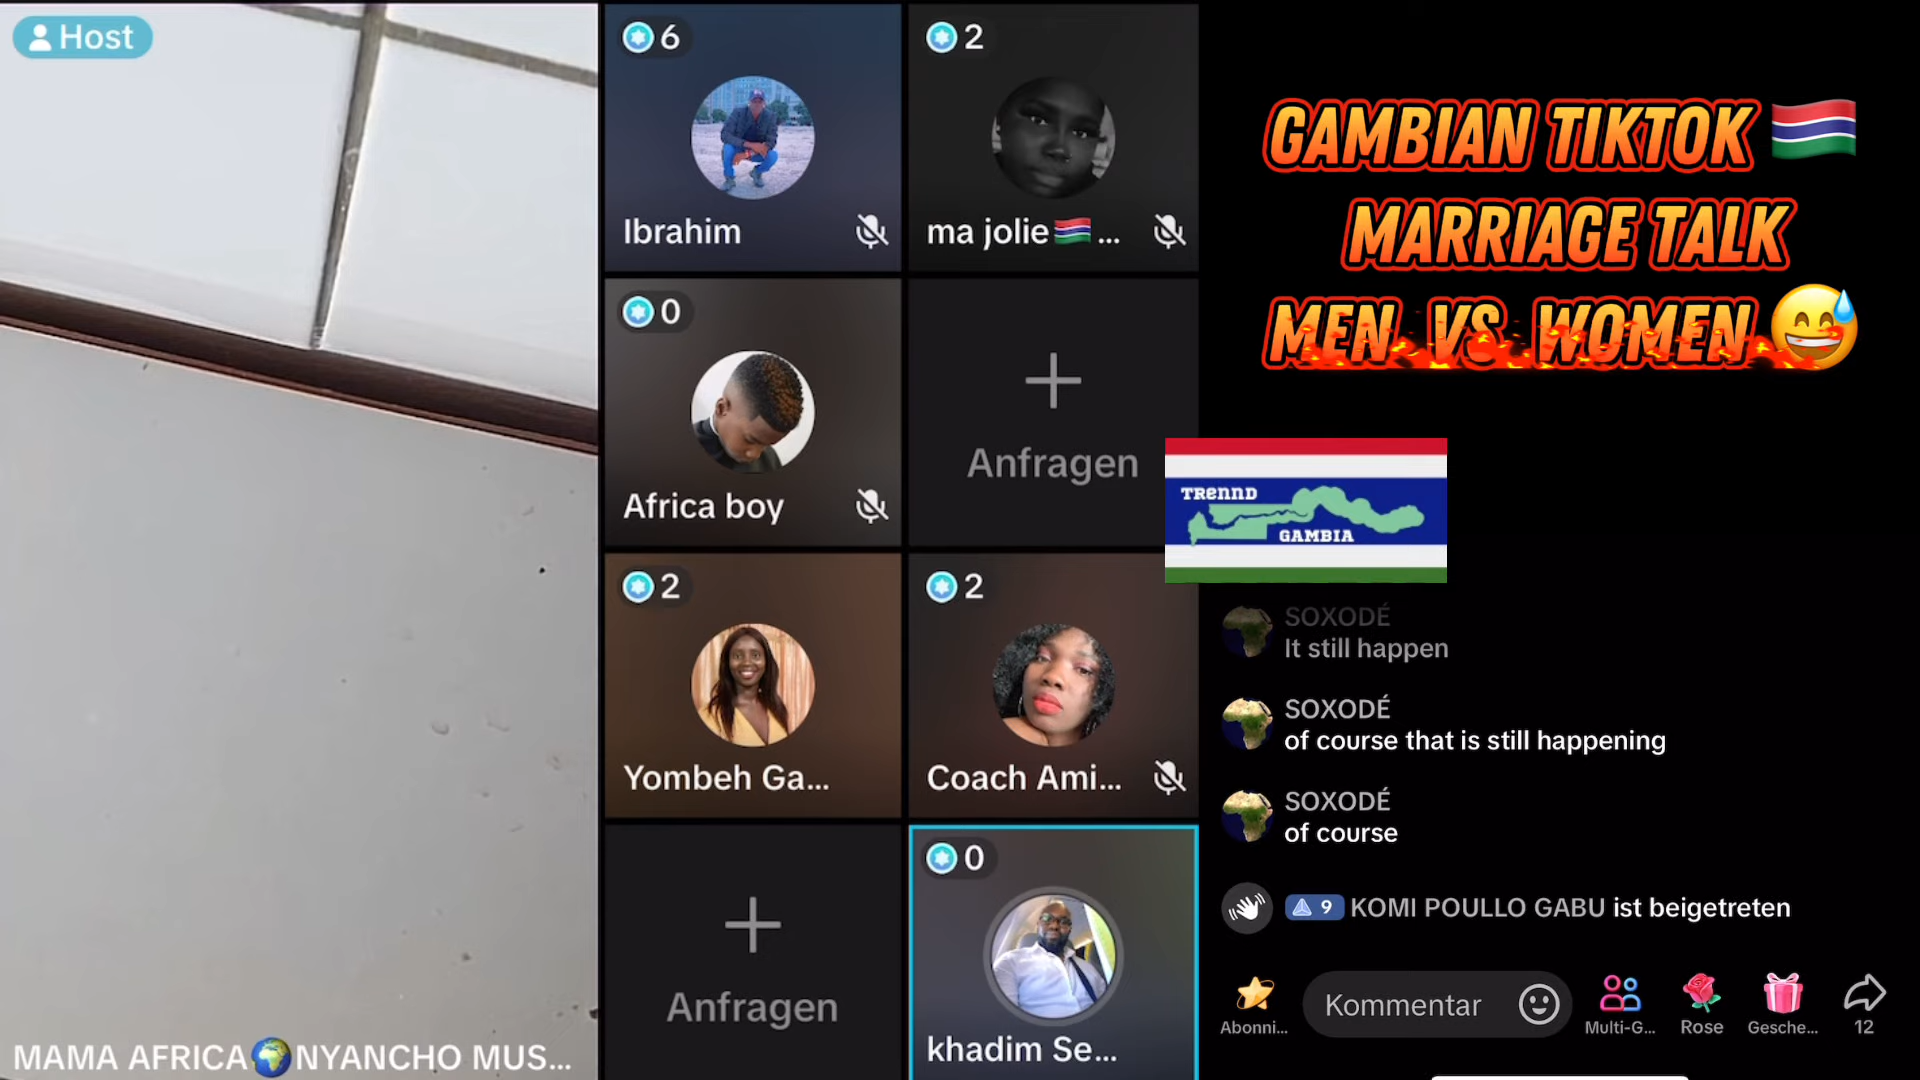 Host
MAMA AFRICA🌍NYANCHO MUS...
6
Ibrahim
2
ma jolie🇬🇲...
0
Africa boy
Anfragen
2
Yombeh Ga...
2
Coach Ami...
Anfragen
0
khadim Se...
GAMBIAN TIKTOK 🇬🇲
MARRIAGE TALK
MEN VS. WOMEN 😅
TRENND
GAMBIA
SOXODÉ
It still happen
SOXODÉ
of course that is still happening
SOXODÉ
of course
9 KOMI POULLO GABU ist beigetreten
Abonni...
Kommentar
Multi-G...
Rose
Gesche...
12